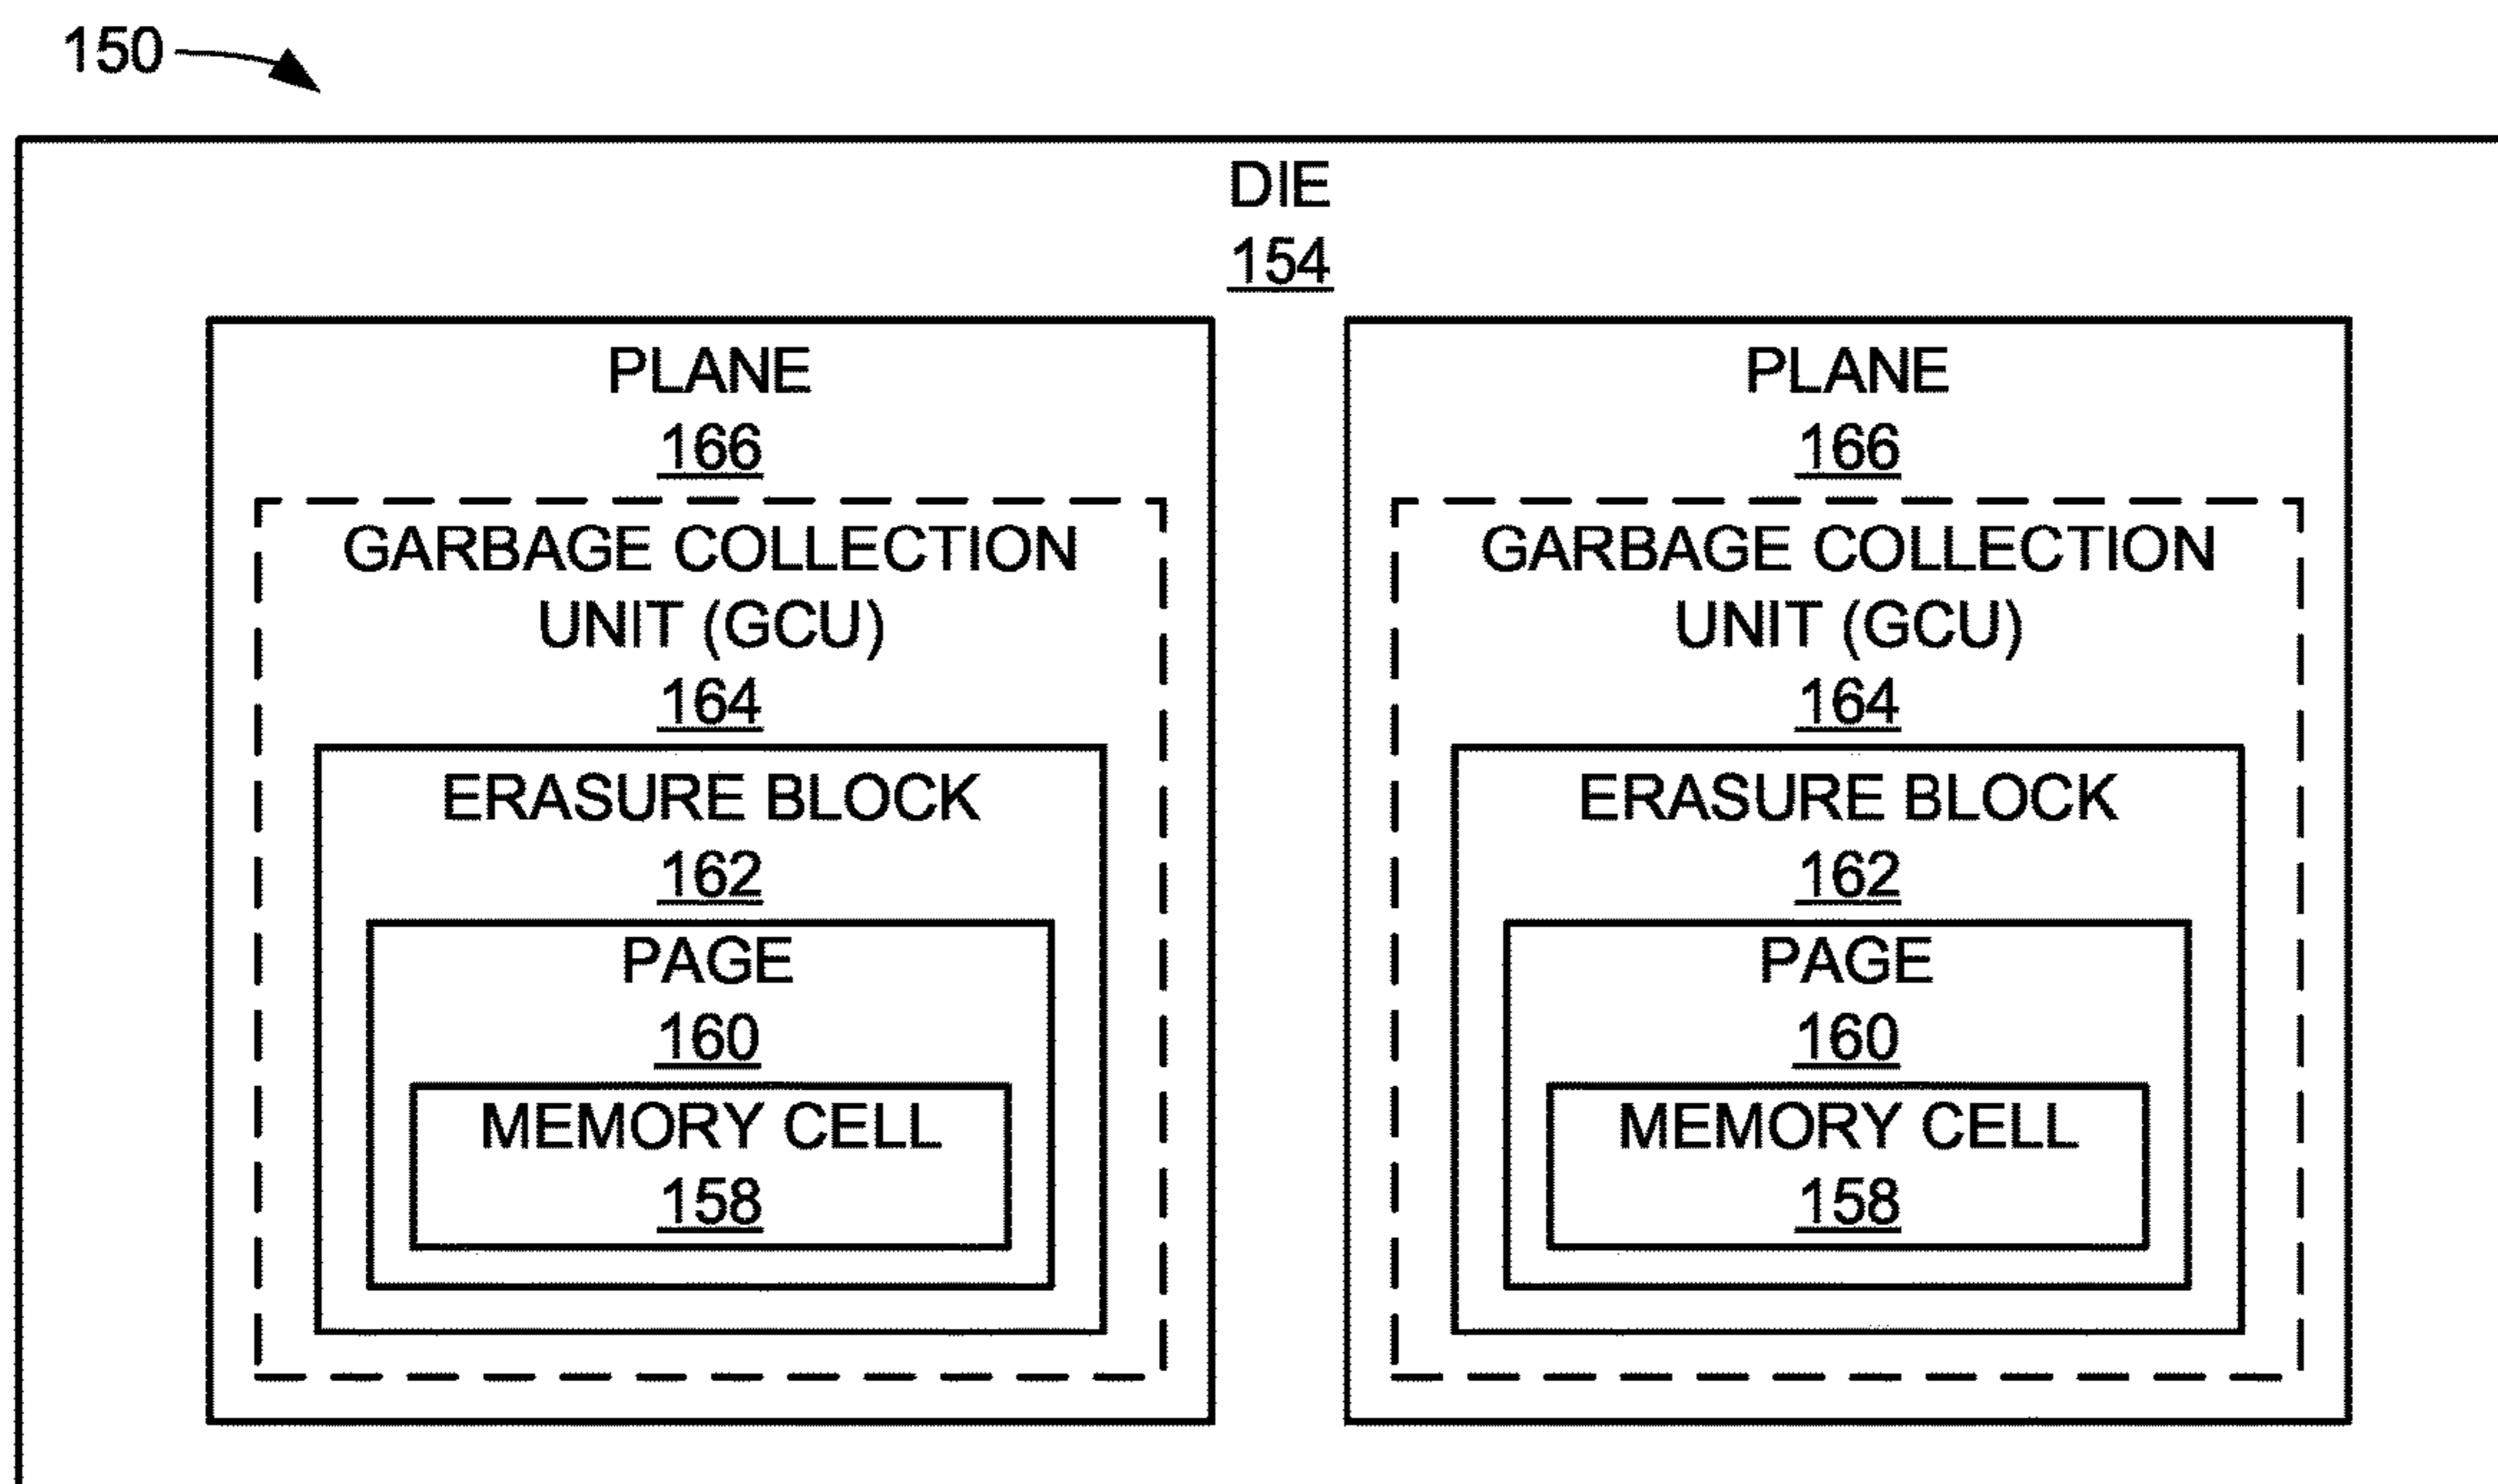 150
DIE
154
PLANE
166
GARBAGE COLLECTION
UNIT (GCU)
164
ERASURE BLOCK
162
PAGE
160
MEMORY CELL
158
PLANE
166
GARBAGE COLLECTION
UNIT (GCU)
164
ERASURE BLOCK
162
PAGE
160
MEMORY CELL
158